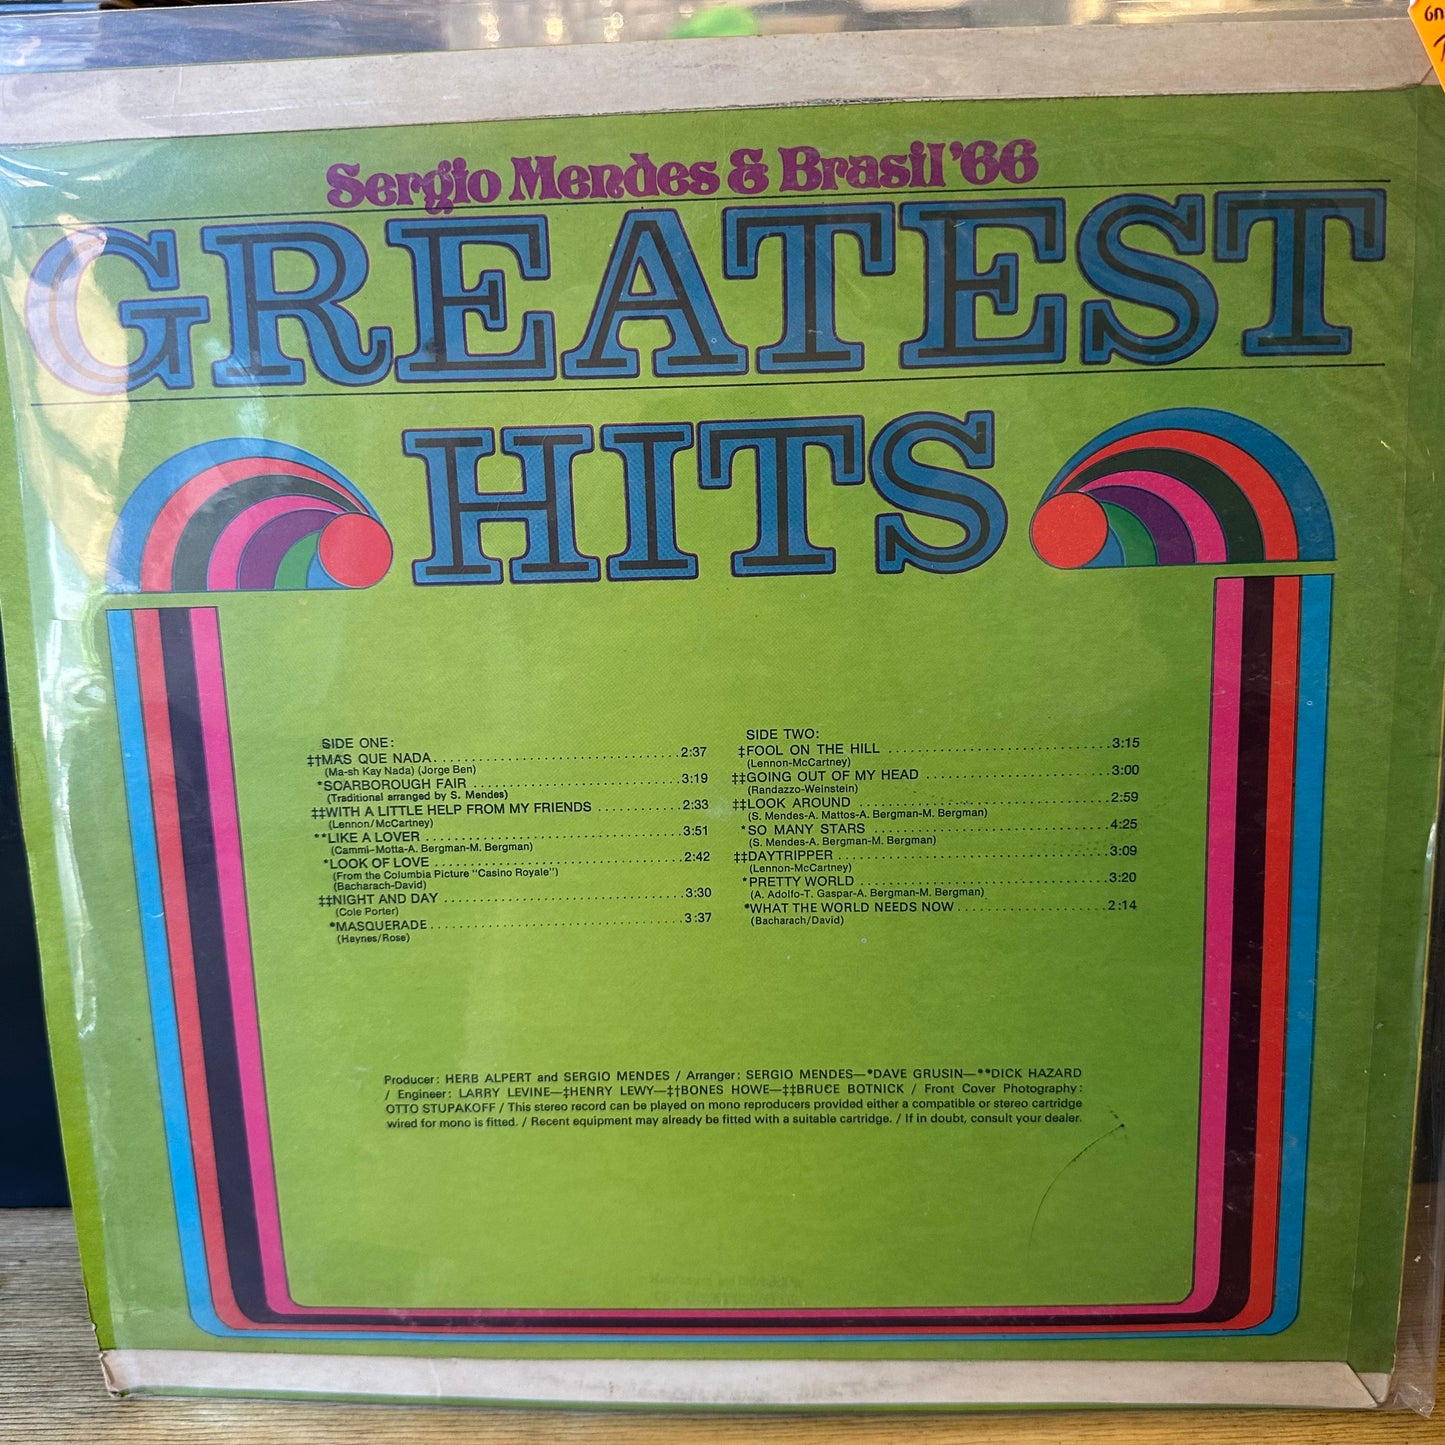 Sergio Mendes & Brasil '66
GREATEST
HITS
SIDE ONE:
‡†MAS QUE NADA 2:37
(Ma-sh Kay Nada) (Jorge Ben)
*SCARBOROUGH FAIR 3:19
(Traditional arranged by S. Mendes)
‡‡WITH A LITTLE HELP FROM MY FRIENDS 2:33
(Lennon/McCartney)
**LIKE A LOVER 3:51
(Cammi-Motta-A. Bergman-M. Bergman)
*LOOK OF LOVE 2:42
(From the Columbia Picture "Casino Royale")
(Bacharach-David)
‡‡NIGHT AND DAY 3:30
(Cole Porter)
*MASQUERADE 3:37
(Haynes/Rose)
SIDE TWO:
‡FOOL ON THE HILL 3:15
(Lennon-McCartney)
‡‡GOING OUT OF MY HEAD 3:00
(Randazzo-Weinstein)
‡‡LOOK AROUND 2:59
(S. Mendes-A. Mattos-A. Bergman-M. Bergman)
*SO MANY STARS 4:25
(S. Mendes-A. Bergman-M. Bergman)
‡‡DAYTRIPPER 3:09
(Lennon-McCartney)
*PRETTY WORLD 3:20
(A. Adolfo-T. Gaspar-A. Bergman-M. Bergman)
*WHAT THE WORLD NEEDS NOW 2:14
(Bacharach/David)
Producer: HERB ALPERT and SERGIO MENDES / Arranger: SERGIO MENDES—*DAVE GRUSIN—**DICK HAZARD
/ Engineer: LARRY LEVINE—‡HENRY LEWY—‡†BONES HOWE—‡‡BRUCE BOTNICK / Front Cover Photography:
OTTO STUPAKOFF / This stereo record can be played on mono reproducers provided either a compatible or stereo cartridge
wired for mono is fitted. / Recent equipment may already be fitted with a suitable cartridge. / If in doubt, consult your dealer.